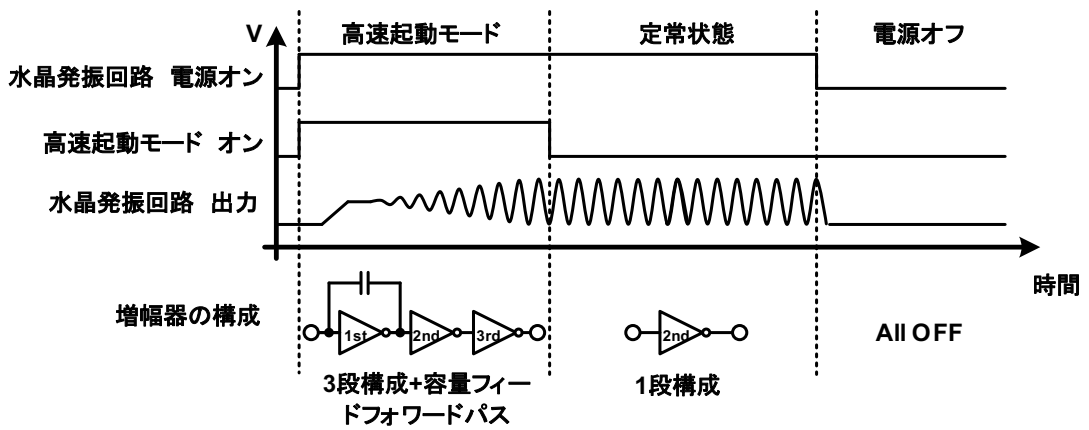 高速起動モード
定常状態
電源オフ
V
水晶発振回路 電源オン
高速起動モード オン
水晶発振回路 出力
時間
増幅器の構成
1st
2nd
3rd
2nd
All OFF
3段構成+容量フィー
ドフォワードパス
1段構成